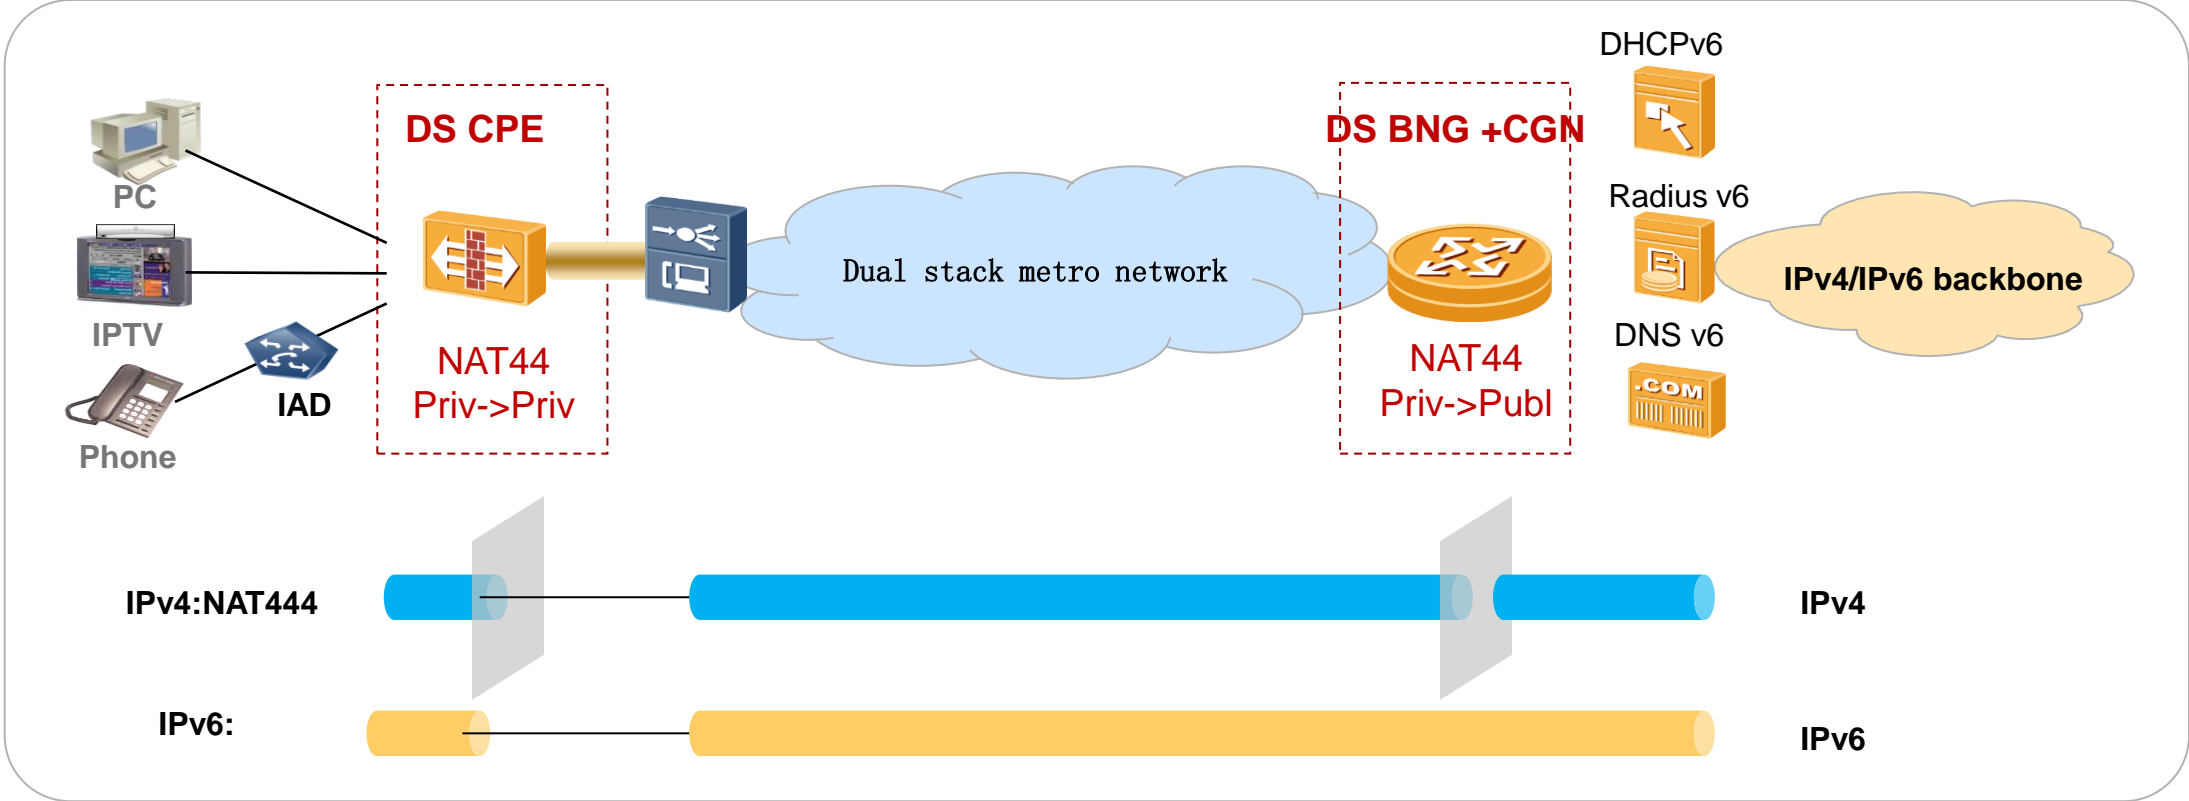 DHCPv6
DS CPE
DS BNG +CGN
PC
Radius v6
Dual stack metro network
IPv4/IPv6 backbone
IPTV
DNS v6
NAT44
Priv->Priv
NAT44
Priv->Publ
.COM
IAD
Phone
IPv4:NAT444
IPv4
IPv6:
IPv6